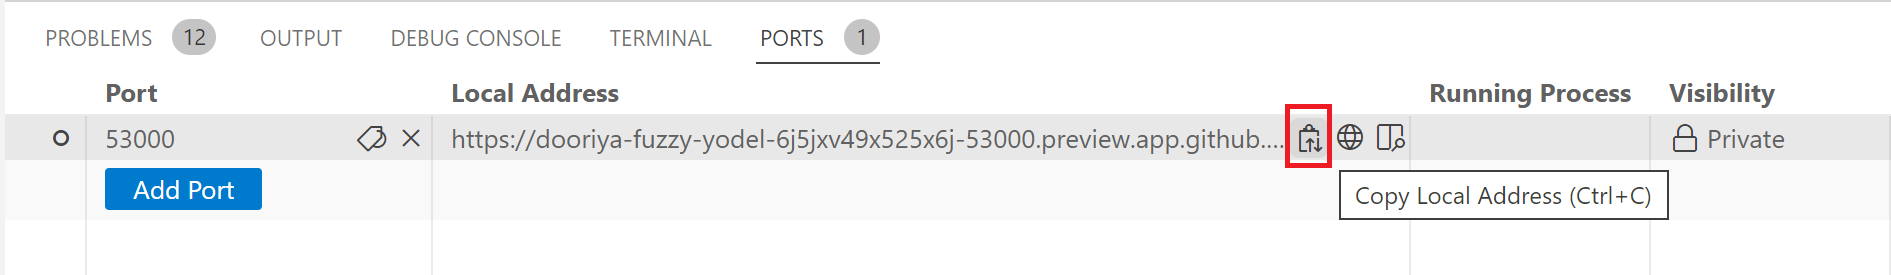 PROBLEMS 12 OUTPUT DEBUG CONSOLE TERMINAL PORTS 1
Port Local Address Running Process Visibility
53000 https://dooriya-fuzzy-yodel-6j5jxv49x525x6j-53000.preview.app.github.... Private
Add Port
Copy Local Address (Ctrl+C)